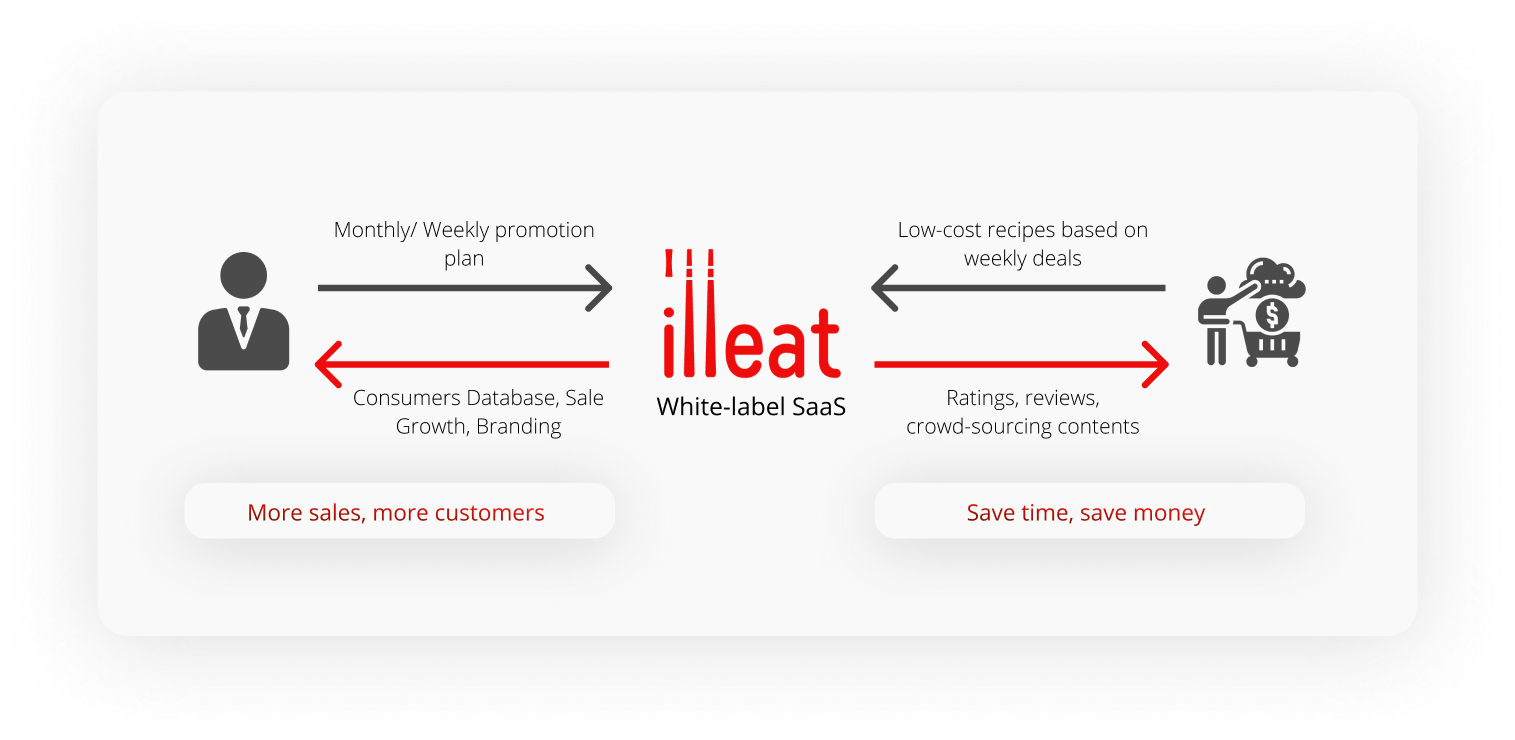 Monthly/ Weekly promotion
plan
Consumers Database, Sale
Growth, Branding
More sales, more customers
illeat
White-label SaaS
Low-cost recipes based on
weekly deals
$
Ratings, reviews,
crowd-sourcing contents
Save time, save money